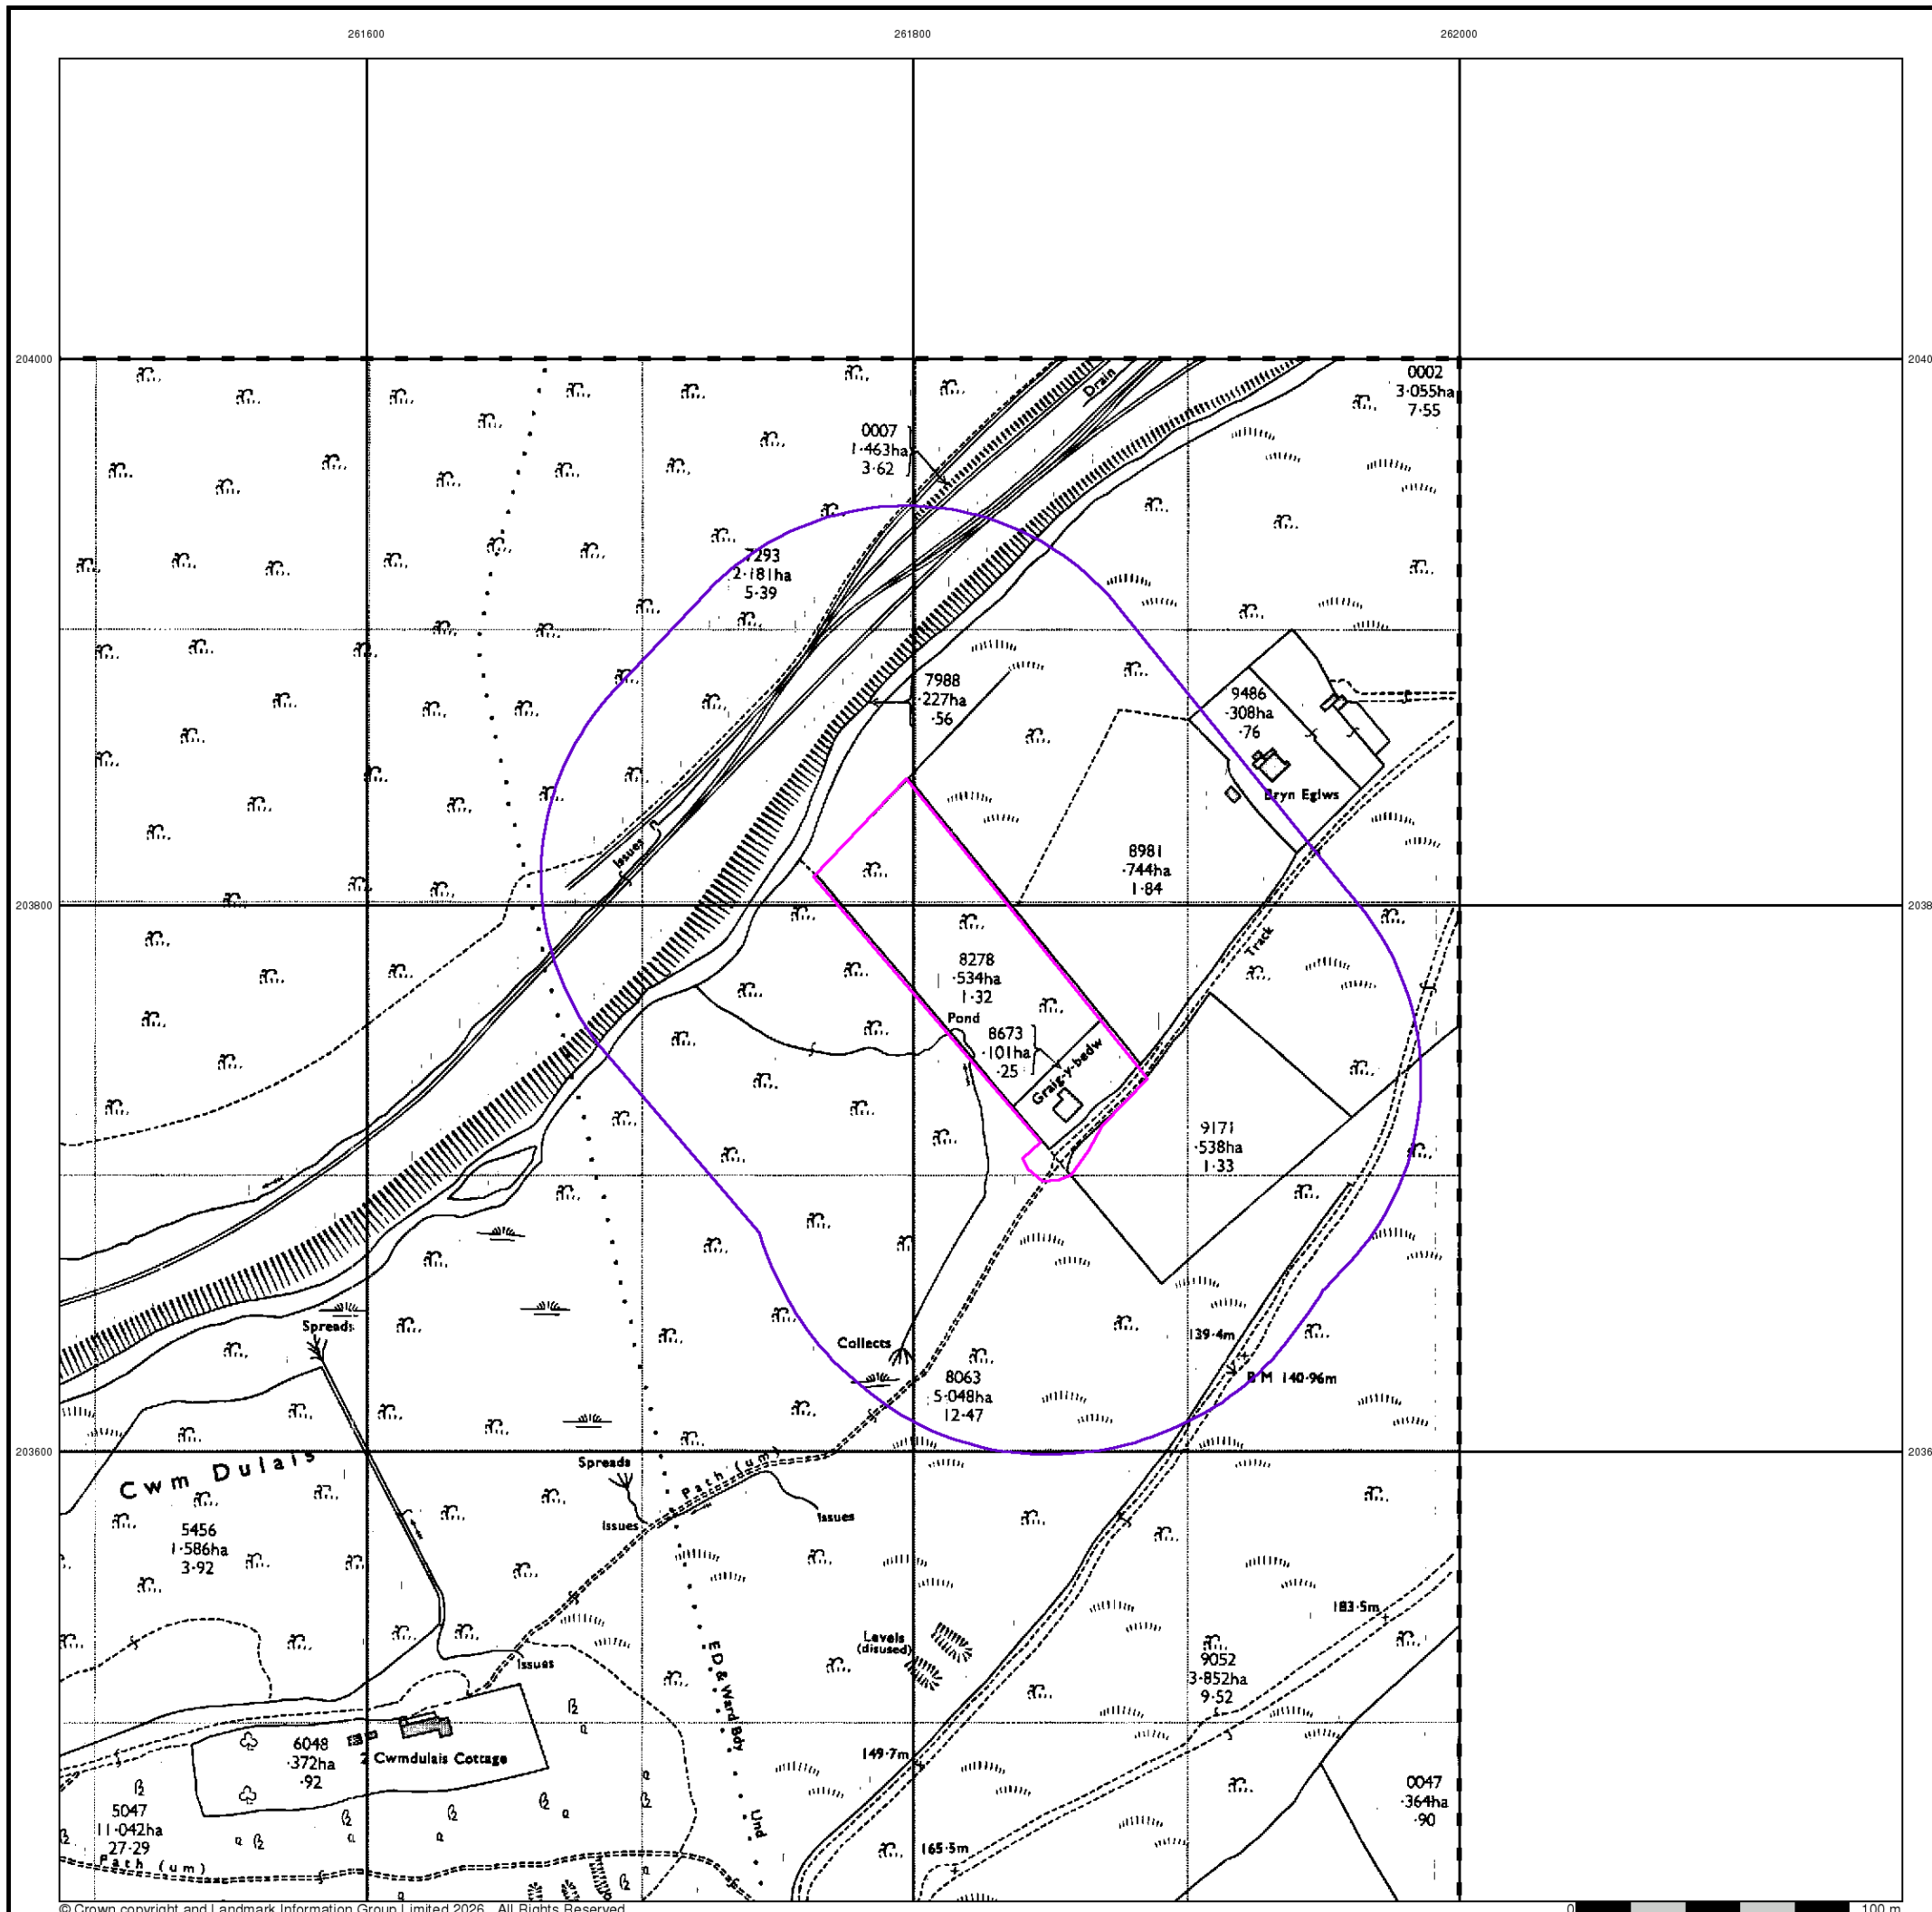 261600
261800
262000
204000
2040
0002
3·055ha
7·55
Drain
0007
1·463ha
3·62
7293
2·181ha
5·39
7988
·227ha
·56
9486
·308ha
·76
Bryn Eglws
Issues
8981
·744ha
1·84
203800
2038
Track
8278
·534ha
1·32
Pond
8673
·101ha
·25
Graig-y-bedw
9171
·538ha
1·33
Spreads
Collects
139·4m
BM 140·96m
8063
5·048ha
12·47
203600
2036
Cwm Dulais
Spreads
Path (um)
Issues
Issues
5456
1·586ha
3·92
183·5m
Levels
(disused)
Issues
9052
3·852ha
9·52
ED & Ward Bdy
Und
6048
·372ha
·92
2 Cwmdulais Cottage
149·7m
5047
11·042ha
27·29
0047
·364ha
·90
Path (um)
165·5m
© Crown copyright and Landmark Information Group Limited 2026. All Rights Reserved
0
100 m